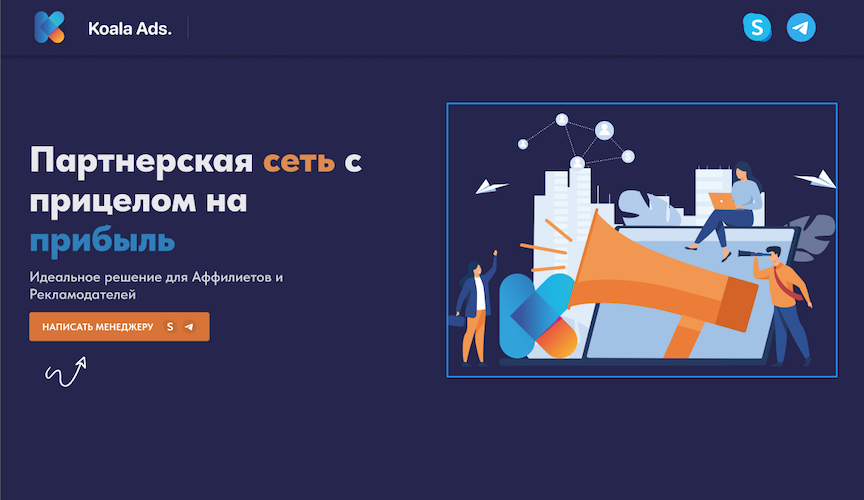 Koala Ads.
Партнерская сеть с
прицелом на
прибыль
Идеальное решение для Аффилиетов и
Рекламодателей
НАПИСАТЬ МЕНЕДЖЕРУ